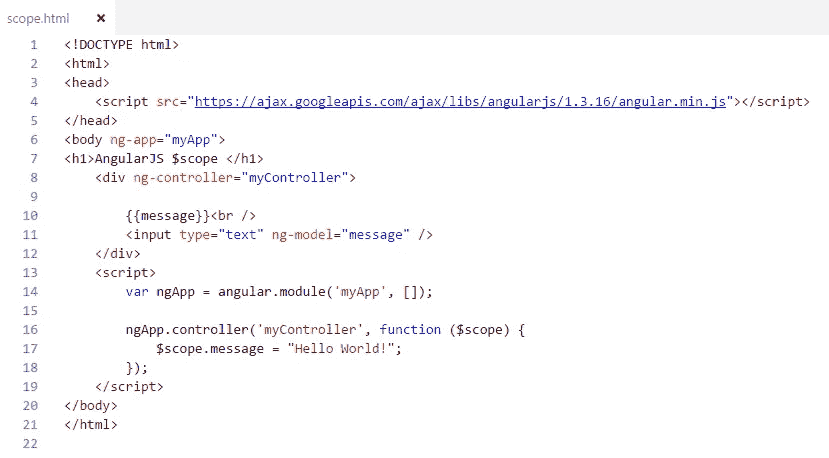 scope.html ×
1 <!DOCTYPE html>
2 <html>
3 <head>
4     <script src="https://ajax.googleapis.com/ajax/libs/angularjs/1.3.16/angular.min.js"></script>
5 </head>
6 <body ng-app="myApp">
7 <h1>AngularJS $scope </h1>
8     <div ng-controller="myController">
9
10         {{message}}<br />
11         <input type="text" ng-model="message" />
12     </div>
13     <script>
14         var ngApp = angular.module('myApp', []);
15
16         ngApp.controller('myController', function ($scope) {
17             $scope.message = "Hello World!";
18         });
19     </script>
20 </body>
21 </html>
22